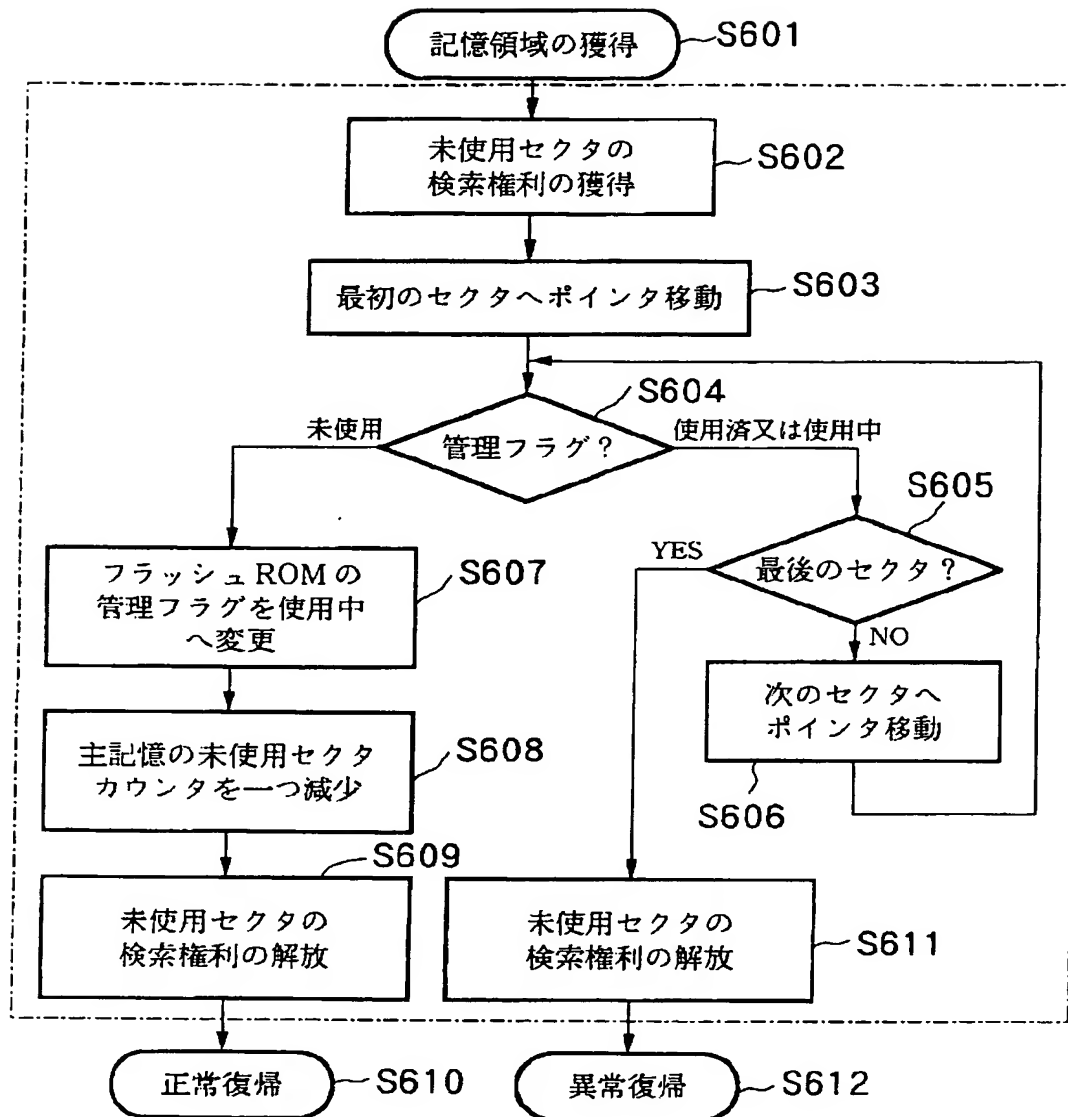 記憶領域の獲得
S601
未使用セクタの
検索権利の獲得
S602
最初のセクタへポインタ移動
S603
S604
未使用
管理フラグ?
使用済又は使用中
S605
YES
最後のセクタ?
NO
フラッシュROMの
管理フラグを使用中
へ変更
S607
次のセクタへ
ポインタ移動
S606
主記憶の未使用セクタ
カウンタを一つ減少
S608
S609
未使用セクタの
検索権利の解放
未使用セクタの
検索権利の解放
S611
正常復帰
S610
異常復帰
S612